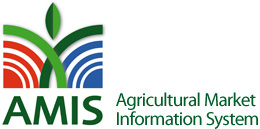 AMIS
Agricultural Market
Information System